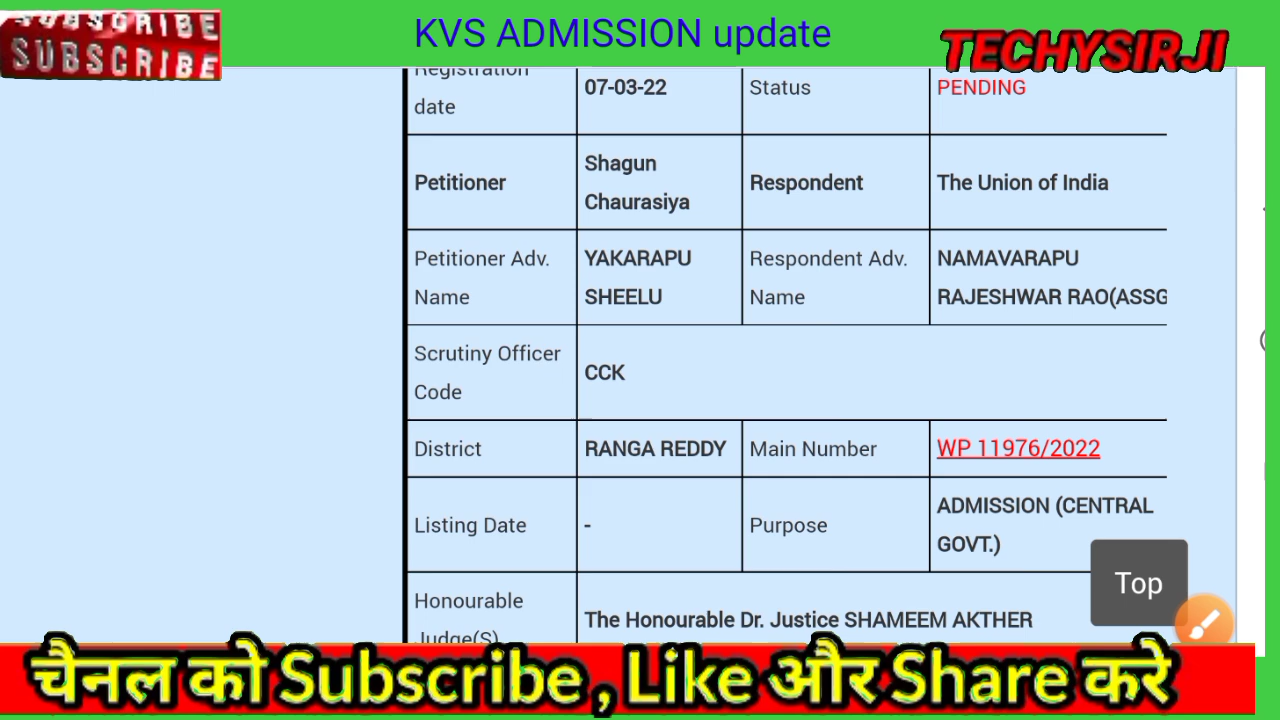 SUBSCRIBE
SUBSCRIBE
KVS ADMISSION update
TECHYSIRJI
Registration date
07-03-22
Status
PENDING
Petitioner
Shagun Chaurasiya
Respondent
The Union of India
Petitioner Adv. Name
YAKARAPU SHEELU
Respondent Adv. Name
NAMAVARAPU RAJESHWAR RAO(ASSG
Scrutiny Officer Code
CCK
District
RANGA REDDY
Main Number
WP 11976/2022
Listing Date
-
Purpose
ADMISSION (CENTRAL GOVT.)
Honourable Judge(S)
The Honourable Dr. Justice SHAMEEM AKTHER
Top
चैनल को Subscribe , Like और Share करे